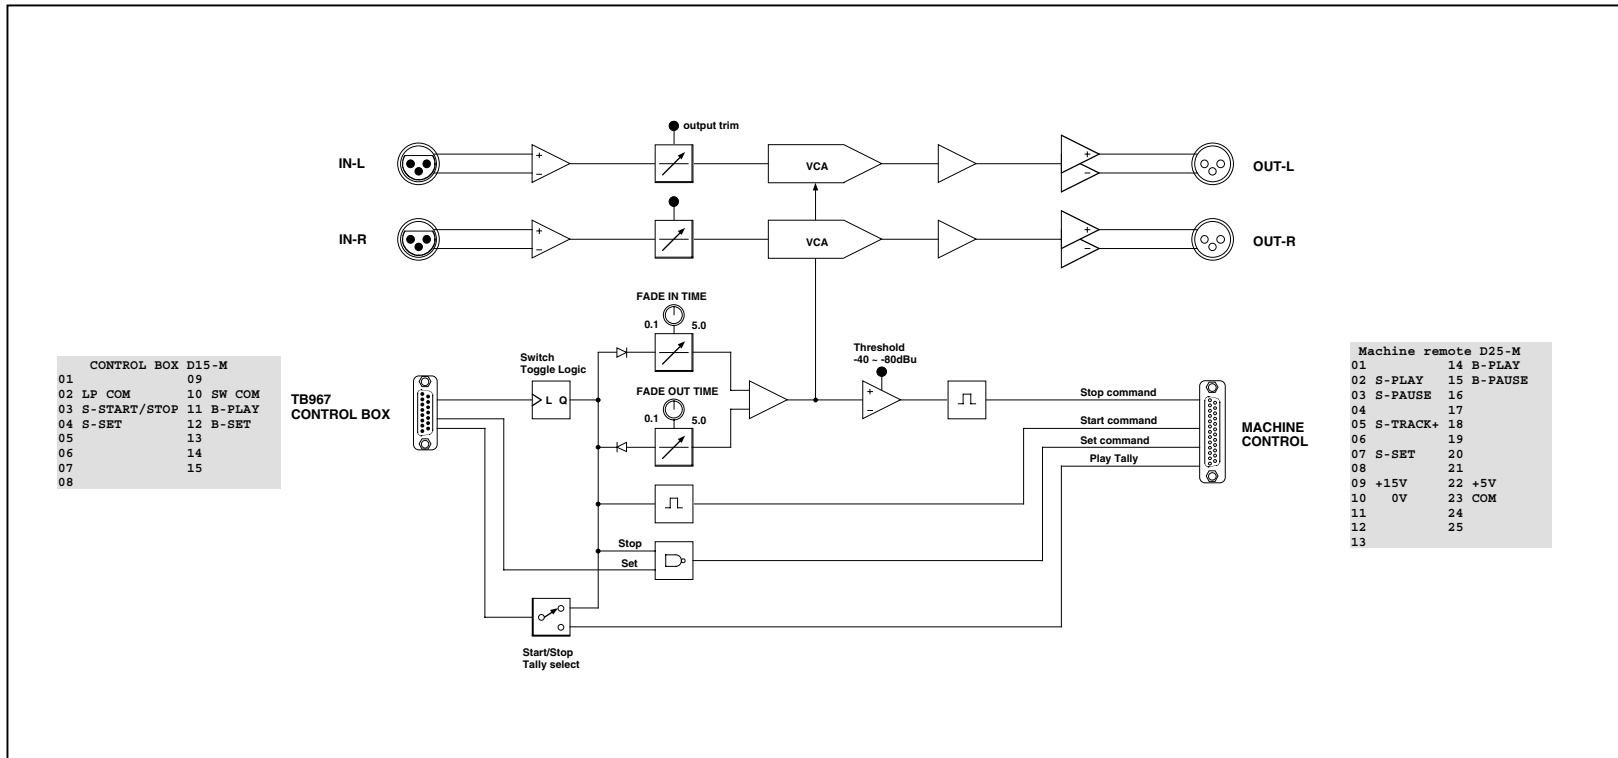 output trim
IN-L
+
−
VCA
+
−
OUT-L
IN-R
+
−
VCA
+
−
OUT-R
FADE IN TIME
0.1 5.0
CONTROL BOX D15-M
01 09
02 LP COM 10 SW COM
03 S-START/STOP 11 B-PLAY
04 S-SET 12 B-SET
05 13
06 14
07 15
08
TB967
CONTROL BOX
Switch
Toggle Logic
L Q
FADE OUT TIME
0.1 5.0
Threshold
-40 ~ -80dBu
+
−
Stop command
Start command
Set command
Play Tally
MACHINE
CONTROL
Machine remote D25-M
01 14 B-PLAY
02 S-PLAY 15 B-PAUSE
03 S-PAUSE 16
04 17
05 S-TRACK+ 18
06 19
07 S-SET 20
08 21
09 +15V 22 +5V
10 0V 23 COM
11 24
12 25
13
Stop
Set
Start/Stop
Tally select